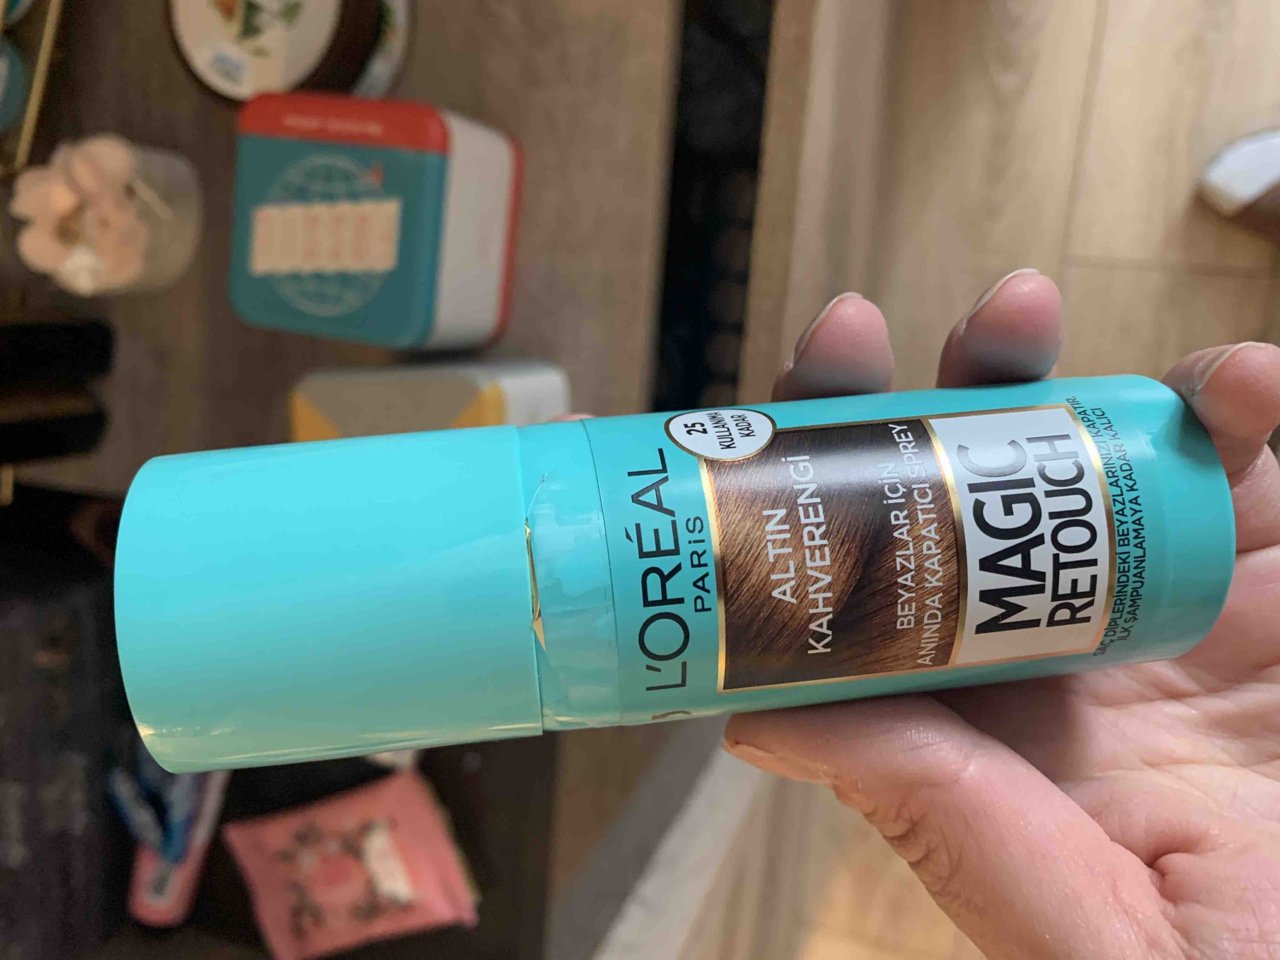 25
KULLANIMA
KADAR
L'ORÉAL
PARiS
ALTIN
KAHVERENGİ
BEYAZLAR İÇİN
ANINDA KAPATICI SPREY
MAGIC
RETOUCH
SAÇ DİPLERİNDEKİ BEYAZLARINIZI KAPATIR
İLK ŞAMPUANLAMAYA KADAR KALICI